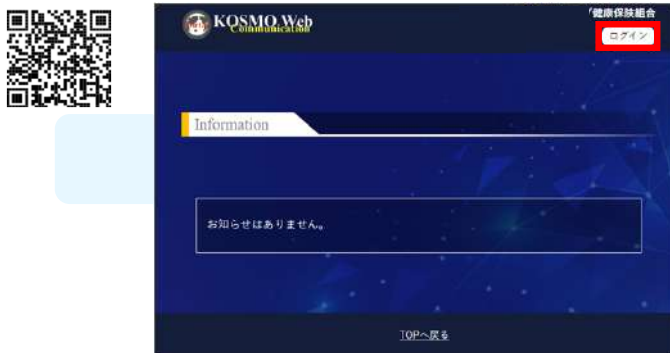 KOSMO Web
Communication
健康保険組合
ログイン
Information
お知らせはありません。
TOPへ戻る